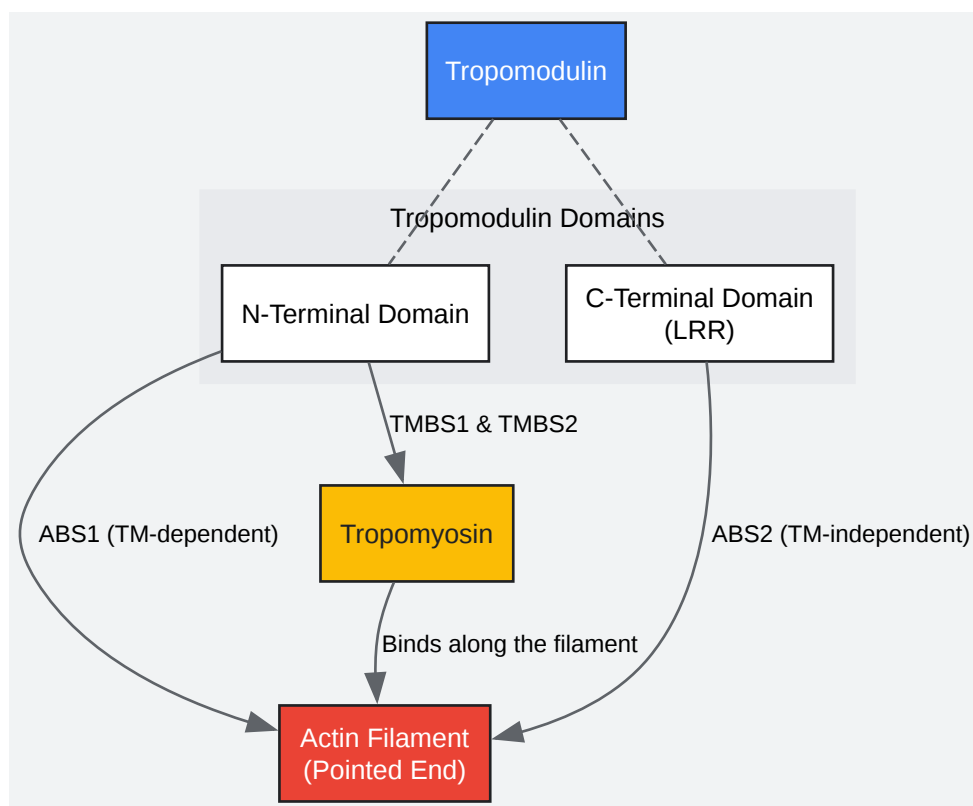 Tropomodulin
Tropomodulin Domains
N-Terminal Domain
C-Terminal Domain
(LRR)
TMBS1 & TMBS2
ABS1 (TM-dependent)
Tropomyosin
ABS2 (TM-independent)
Binds along the filament
Actin Filament
(Pointed End)